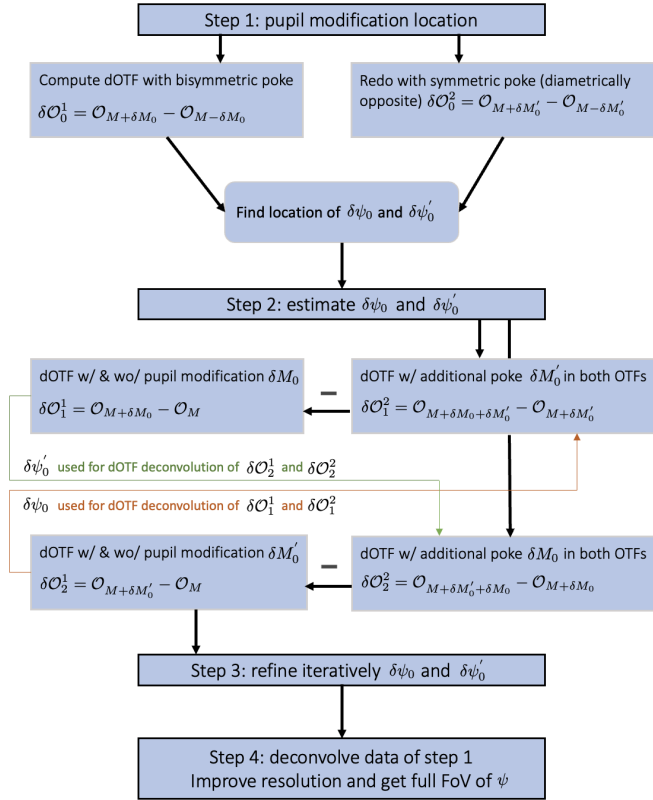 Step 1: pupil modification location
Compute dOTF with bisymmetric poke
δ𝒪₀¹ = 𝒪_{M+δM₀} − 𝒪_{M−δM₀}
Redo with symmetric poke (diametrically
opposite) δ𝒪₀² = 𝒪_{M+δM₀′} − 𝒪_{M−δM₀′}
Find location of δψ₀ and δψ₀′
Step 2: estimate δψ₀ and δψ₀′
dOTF w/ & wo/ pupil modification δM₀
δ𝒪₁¹ = 𝒪_{M+δM₀} − 𝒪_M
−
dOTF w/ additional poke δM₀′ in both OTFs
δ𝒪₁² = 𝒪_{M+δM₀+δM₀′} − 𝒪_{M+δM₀′}
δψ₀′ used for dOTF deconvolution of δ𝒪₂¹ and δ𝒪₂²
δψ₀ used for dOTF deconvolution of δ𝒪₁¹ and δ𝒪₁²
dOTF w/ & wo/ pupil modification δM₀′
δ𝒪₂¹ = 𝒪_{M+δM₀′} − 𝒪_M
−
dOTF w/ additional poke δM₀ in both OTFs
δ𝒪₂² = 𝒪_{M+δM₀′+δM₀} − 𝒪_{M+δM₀}
Step 3: refine iteratively δψ₀ and δψ₀′
Step 4: deconvolve data of step 1
Improve resolution and get full FoV of ψ